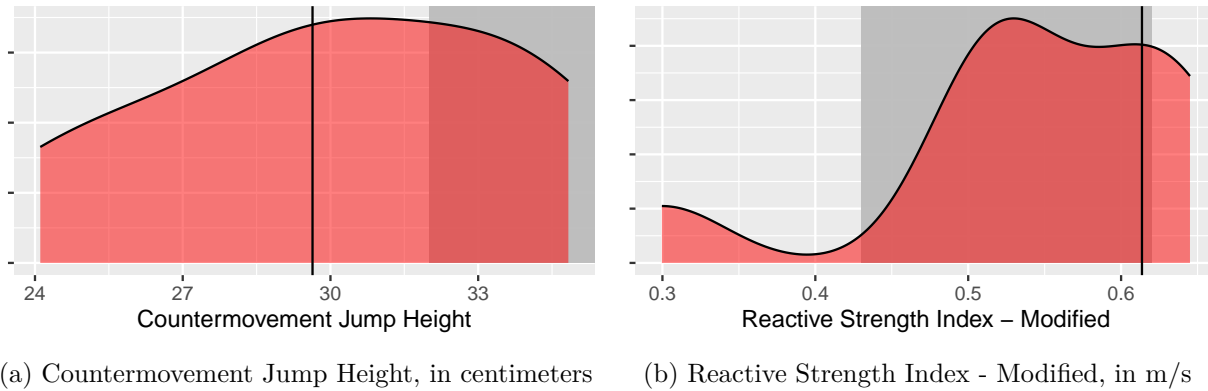 24 27 30 33
Countermovement Jump Height
(a) Countermovement Jump Height, in centimeters
0.3 0.4 0.5 0.6
Reactive Strength Index − Modified
(b) Reactive Strength Index - Modified, in m/s